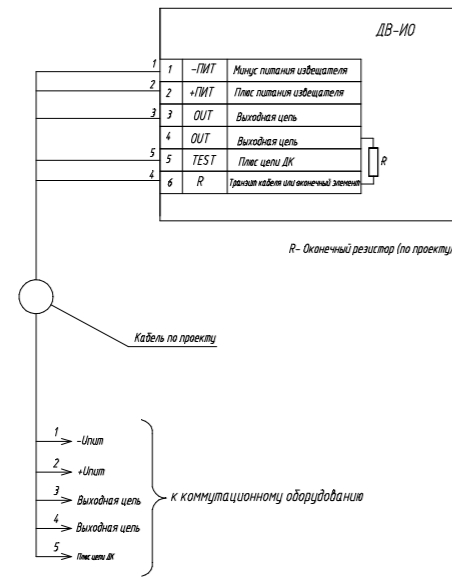 ДВ-ИО
1 1 -ПИТ Минус питания извещателя
2 2 +ПИТ Плюс питания извещателя
3 3 OUT Выходная цепь
4 OUT Выходная цепь
5 5 TEST Плюс цепи ДК
4 6 R Транзит кабеля или оконечный элемент
R
R- Оконечный резистор (по проекту)
Кабель по проекту
1 -Uпит
2 +Uпит
3 Выходная цепь
4 Выходная цепь
5 Плюс цепи ДК
к коммутационному оборудованию